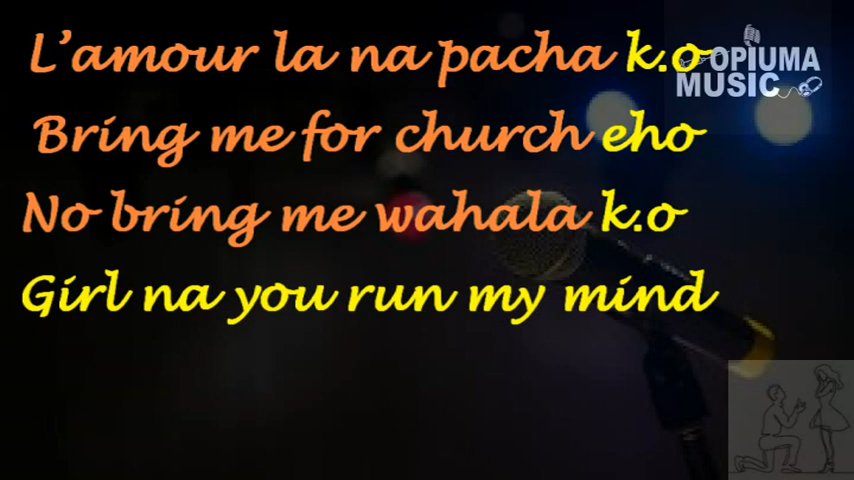 L'amour la na pacha k.o
Bring me for church eho
No bring me wahala k.o
Girl na you run my mind
OPIUMA
MUSIC